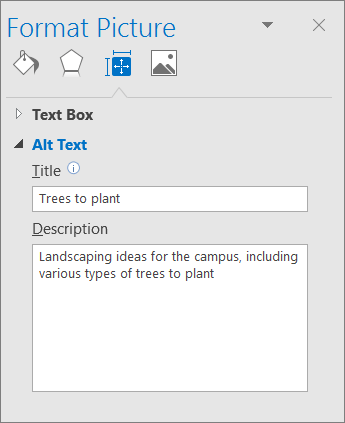 Format Picture
Text Box
Alt Text
Title
Trees to plant
Description
Landscaping ideas for the campus, including
various types of trees to plant